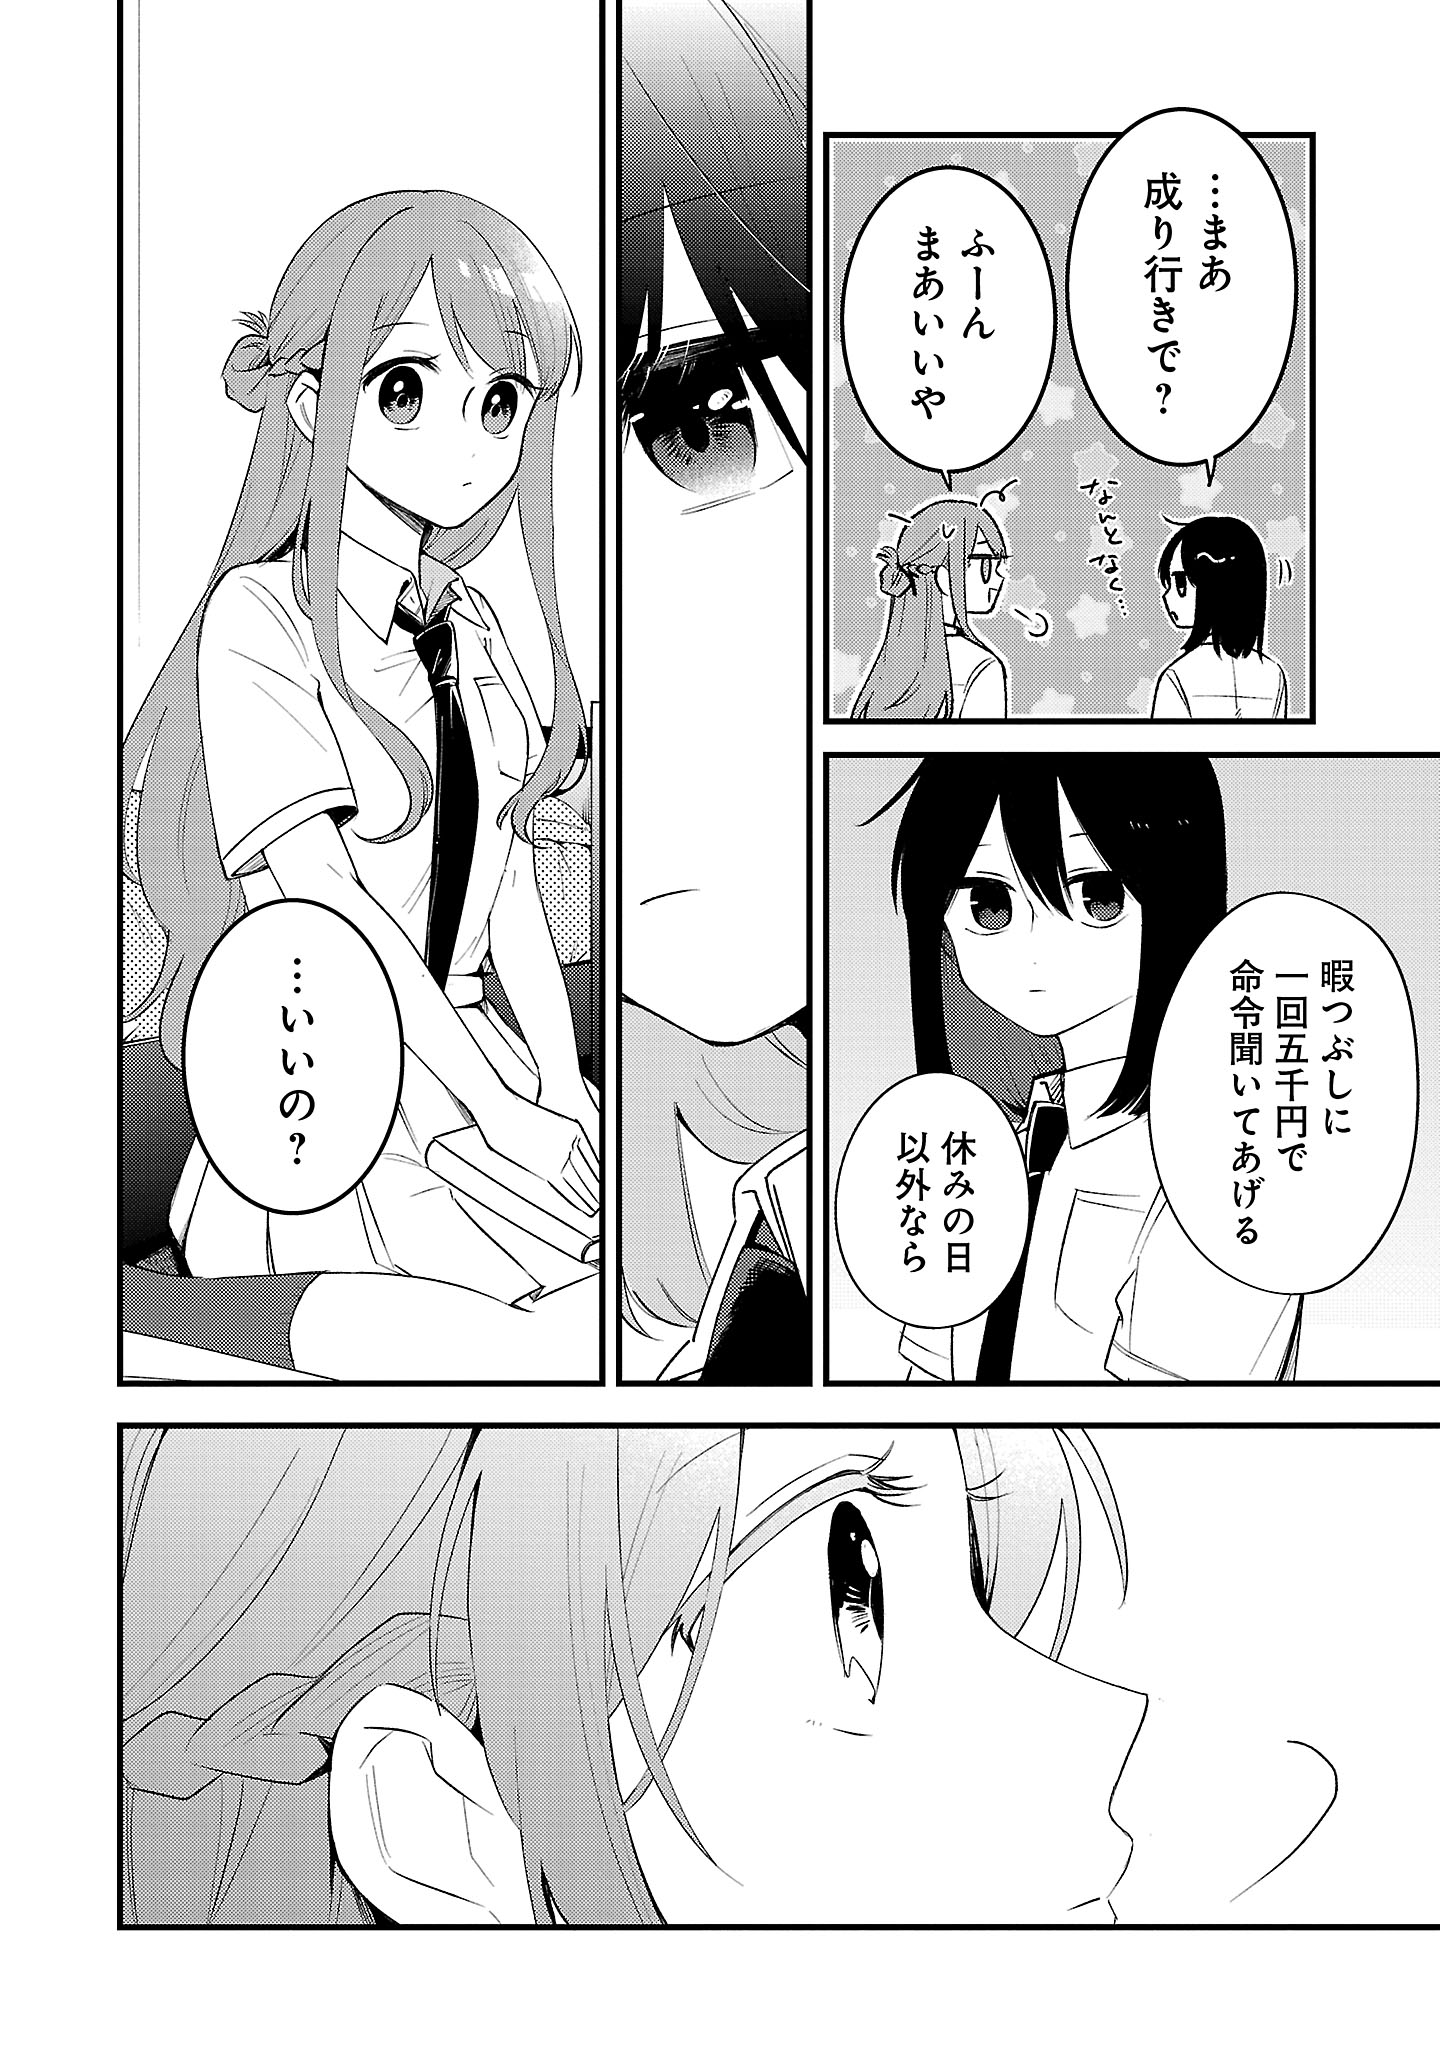 …まあ
成り行きで？
なんとなく…
ふーん
まあいいや
暇つぶしに
一回五千円で
命令聞いてあげる
休みの日
以外なら
…いいの？